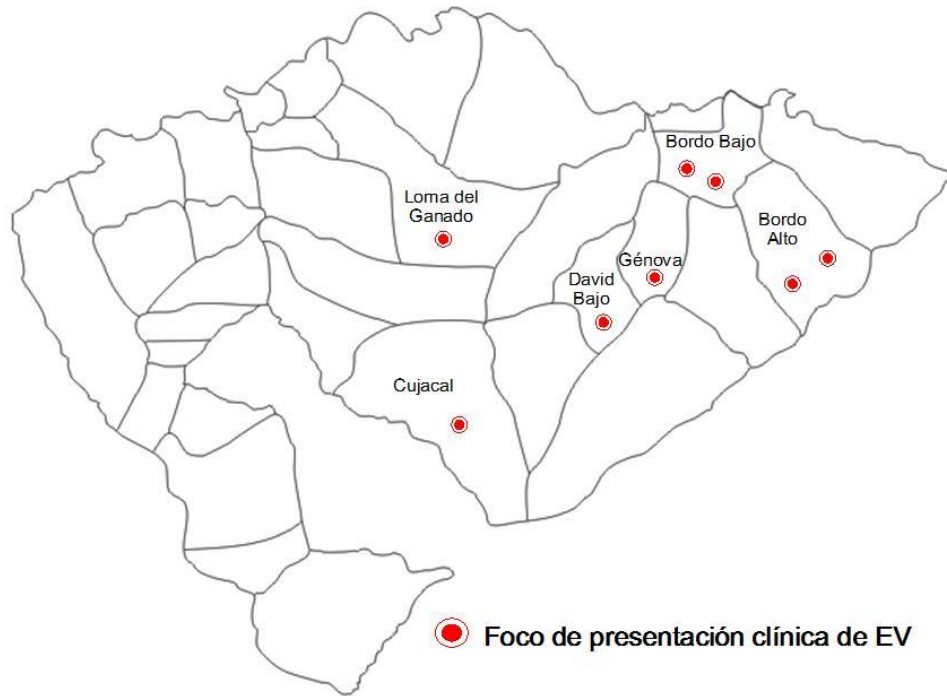 Bordo Bajo
Loma del
Ganado
Bordo
Alto
Génova
David
Bajo
Cujacal
Foco de presentación clínica de EV